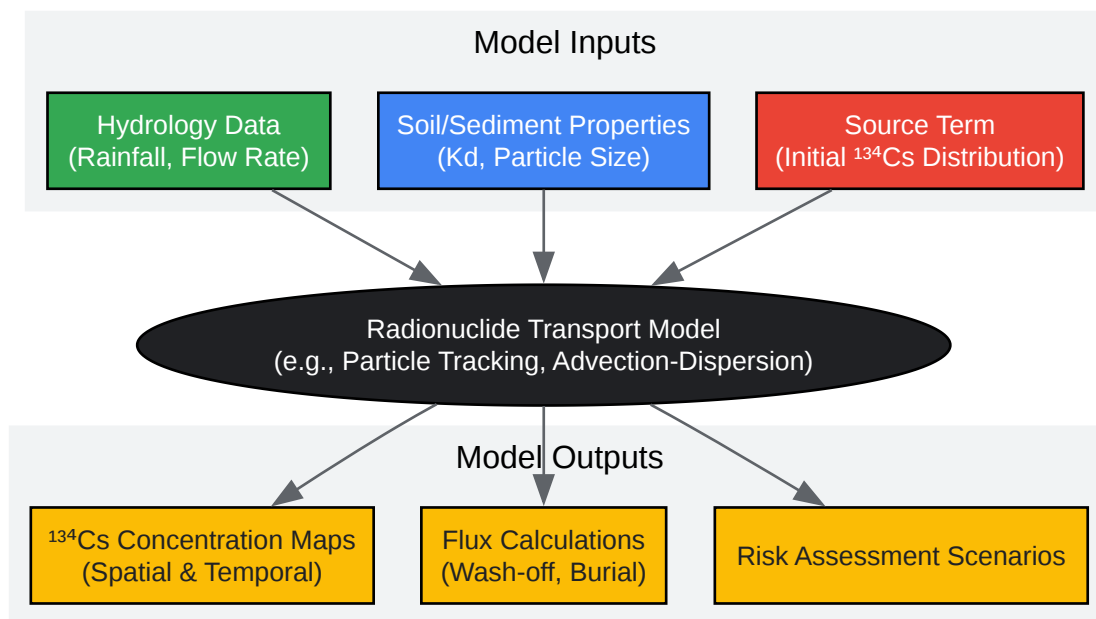 Model Inputs
Hydrology Data
(Rainfall, Flow Rate)
Soil/Sediment Properties
(Kd, Particle Size)
Source Term
(Initial ¹³⁴Cs Distribution)
Radionuclide Transport Model
(e.g., Particle Tracking, Advection-Dispersion)
Model Outputs
¹³⁴Cs Concentration Maps
(Spatial & Temporal)
Flux Calculations
(Wash-off, Burial)
Risk Assessment Scenarios